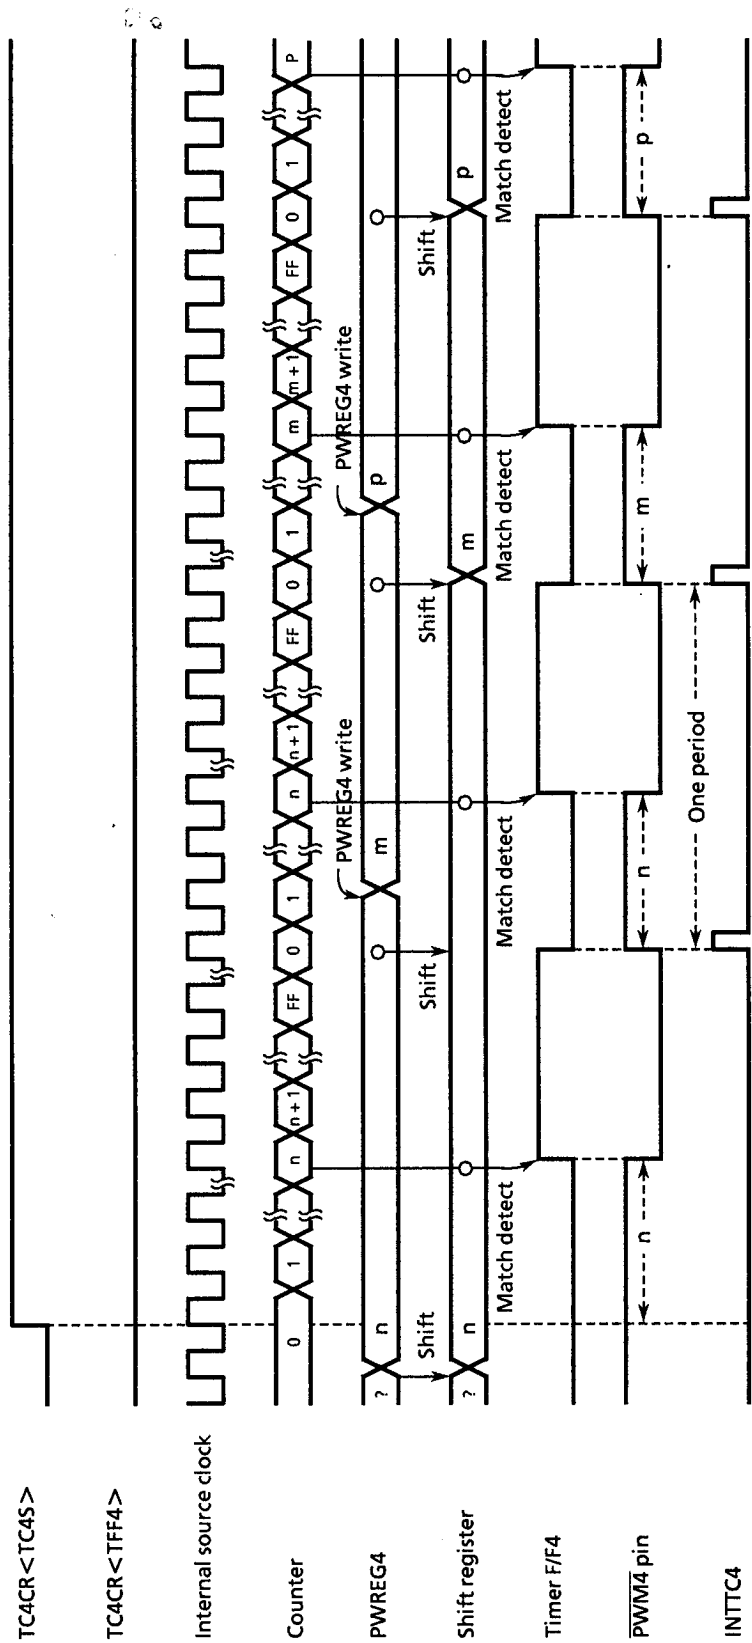 TC4CR<TC4S>
TC4CR<TFF4>
Internal source clock
Counter
0 1 n n+1 FF 0 1 n n+1 FF 0 1 m m+1 FF 0 1 P
PWREG4
? n m p
PWREG4 write
PWREG4 write
Shift
Shift
Shift
Shift
Shift register
? n m p
Match detect
Match detect
Match detect
Match detect
Timer F/F4
PWM4 pin
n n m p
One period
INTTC4